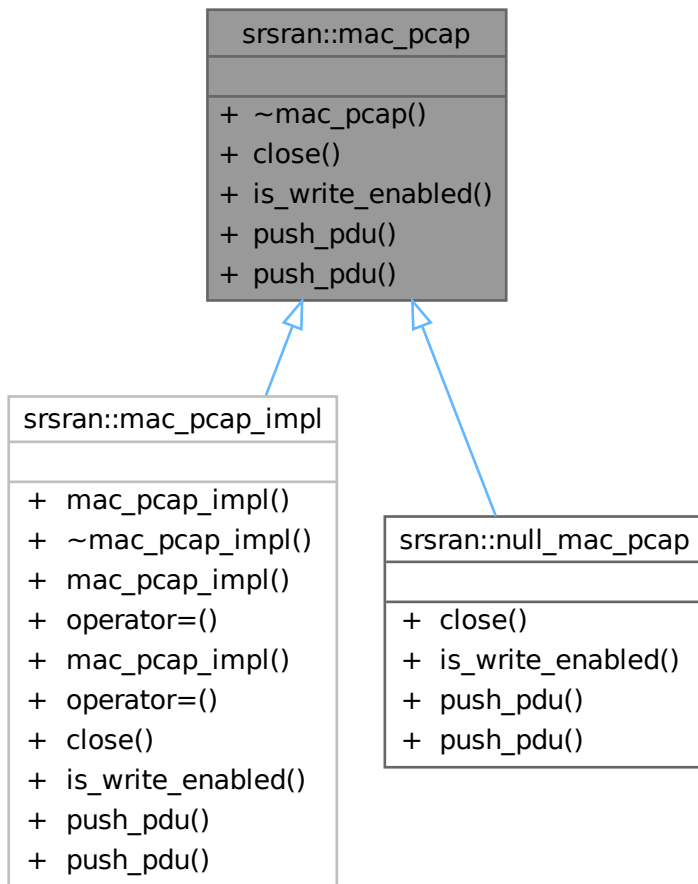 srsran::mac_pcap
+ ~mac_pcap()
+ close()
+ is_write_enabled()
+ push_pdu()
+ push_pdu()
srsran::mac_pcap_impl
+ mac_pcap_impl()
+ ~mac_pcap_impl()
+ mac_pcap_impl()
+ operator=()
+ mac_pcap_impl()
+ operator=()
+ close()
+ is_write_enabled()
+ push_pdu()
+ push_pdu()
srsran::null_mac_pcap
+ close()
+ is_write_enabled()
+ push_pdu()
+ push_pdu()